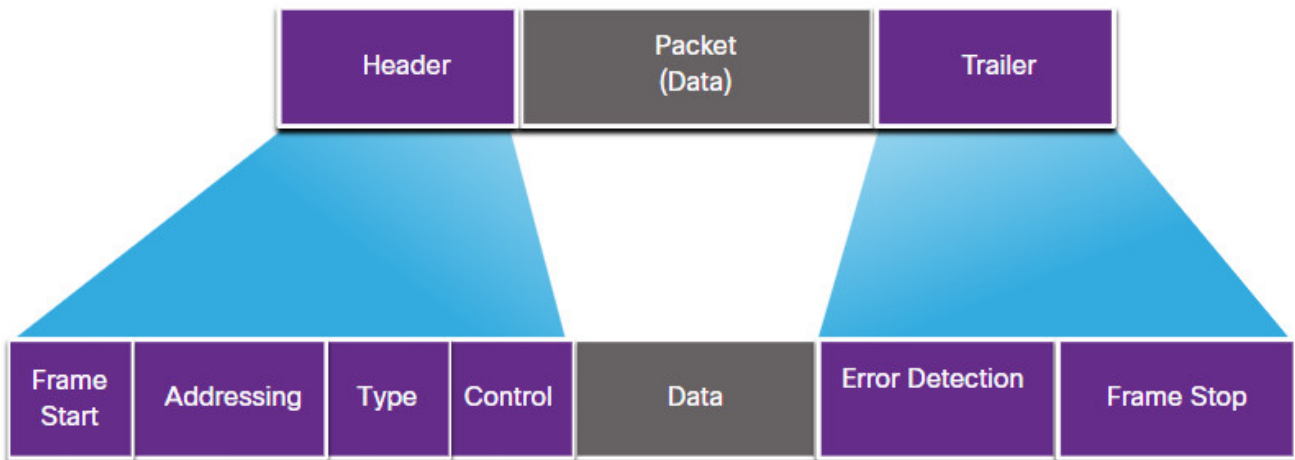 Header
Packet
(Data)
Trailer
Frame
Start
Addressing
Type
Control
Data
Error Detection
Frame Stop